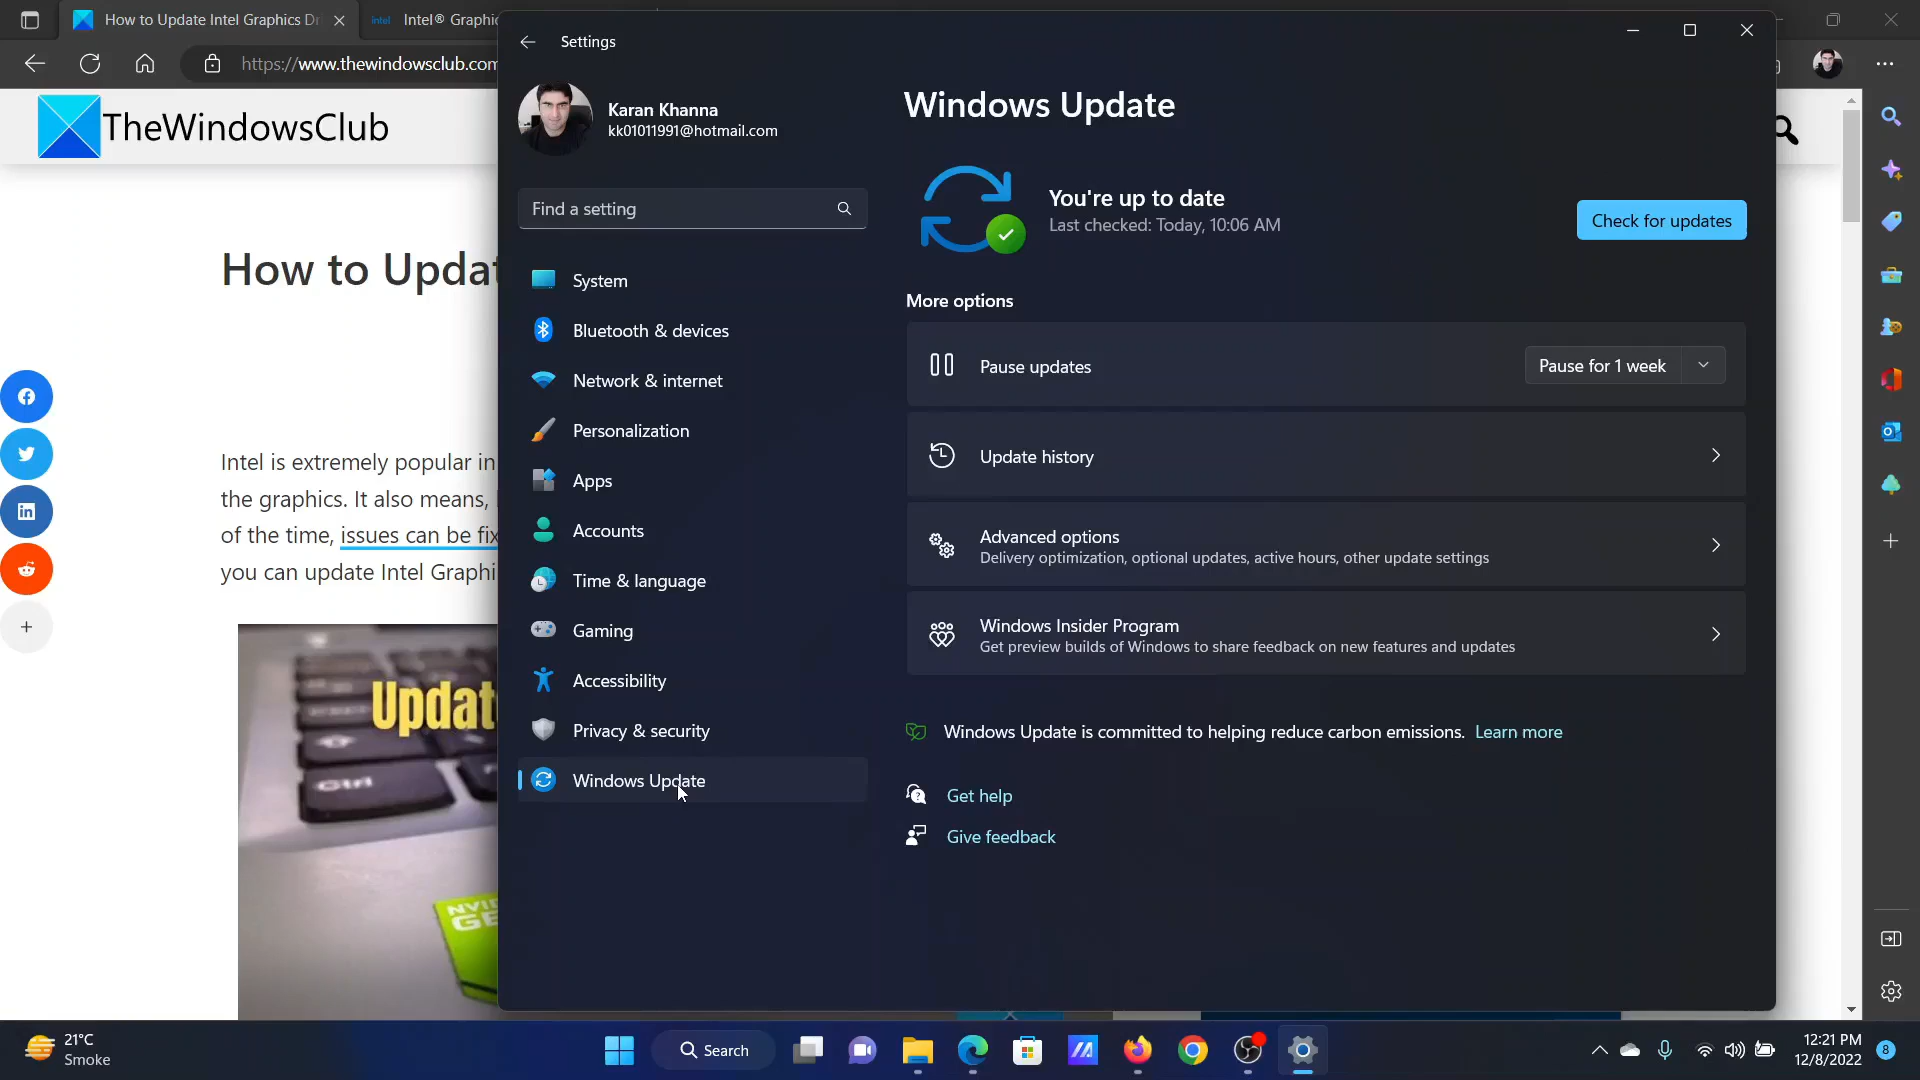 How to Update Intel Graphics Dr
intel Intel® Graphic
https://www.thewindowsclub.com
TheWindowsClub
How to Updat
Intel is extremely popular in
the graphics. It also means,
of the time, issues can be fix
you can update Intel Graphi
Update
Ctrl
NVID
GE
Settings
Karan Khanna
kk01011991@hotmail.com
Find a setting
System
Bluetooth & devices
Network & internet
Personalization
Apps
Accounts
Time & language
Gaming
Accessibility
Privacy & security
Windows Update
Windows Update
You're up to date
Last checked: Today, 10:06 AM
Check for updates
More options
Pause updates
Pause for 1 week
Update history
Advanced options
Delivery optimization, optional updates, active hours, other update settings
Windows Insider Program
Get preview builds of Windows to share feedback on new features and updates
Windows Update is committed to helping reduce carbon emissions. Learn more
Get help
Give feedback
21°C
Smoke
Search
12:21 PM
12/8/2022
8